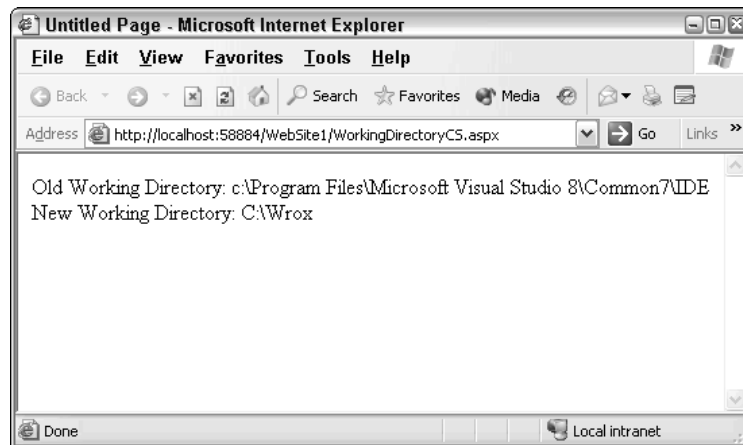 Untitled Page - Microsoft Internet Explorer
File Edit View Favorites Tools Help
Back Search Favorites Media
Address http://localhost:58884/WebSite1/WorkingDirectoryCS.aspx Go Links »
Old Working Directory: c:\Program Files\Microsoft Visual Studio 8\Common7\IDE
New Working Directory: C:\Wrox
Done Local intranet